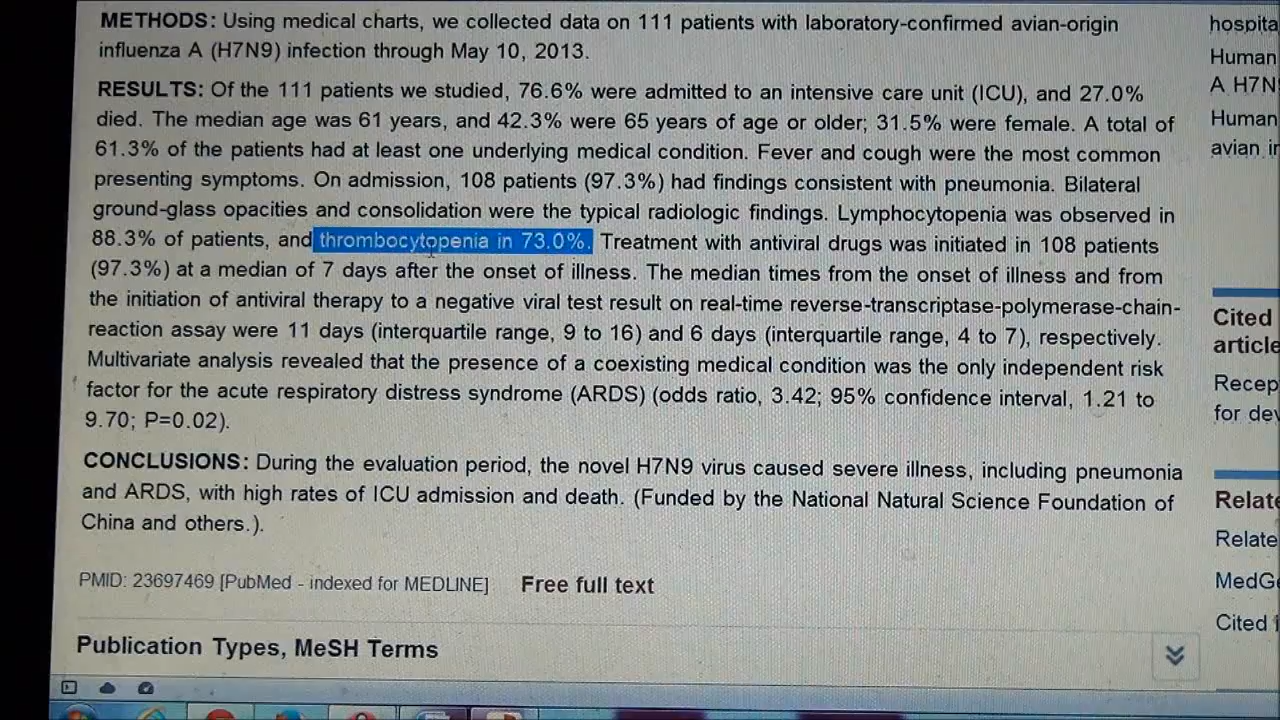 METHODS: Using medical charts, we collected data on 111 patients with laboratory-confirmed avian-origin
influenza A (H7N9) infection through May 10, 2013.
RESULTS: Of the 111 patients we studied, 76.6% were admitted to an intensive care unit (ICU), and 27.0%
died. The median age was 61 years, and 42.3% were 65 years of age or older; 31.5% were female. A total of
61.3% of the patients had at least one underlying medical condition. Fever and cough were the most common
presenting symptoms. On admission, 108 patients (97.3%) had findings consistent with pneumonia. Bilateral
ground-glass opacities and consolidation were the typical radiologic findings. Lymphocytopenia was observed in
88.3% of patients, and thrombocytopenia in 73.0%. Treatment with antiviral drugs was initiated in 108 patients
(97.3%) at a median of 7 days after the onset of illness. The median times from the onset of illness and from
the initiation of antiviral therapy to a negative viral test result on real-time reverse-transcriptase-polymerase-chain-
reaction assay were 11 days (interquartile range, 9 to 16) and 6 days (interquartile range, 4 to 7), respectively.
Multivariate analysis revealed that the presence of a coexisting medical condition was the only independent risk
factor for the acute respiratory distress syndrome (ARDS) (odds ratio, 3.42; 95% confidence interval, 1.21 to
9.70; P=0.02).
CONCLUSIONS: During the evaluation period, the novel H7N9 virus caused severe illness, including pneumonia
and ARDS, with high rates of ICU admission and death. (Funded by the National Natural Science Foundation of
China and others.).
PMID: 23697469 [PubMed - indexed for MEDLINE] Free full text
Publication Types, MeSH Terms
hospita
Human
A H7N
Human
avian in
Cited
article
Recep
for dev
Relate
Relate
MedGe
Cited